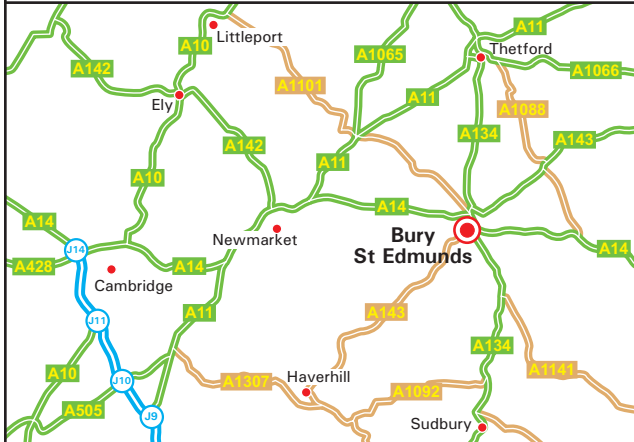 A10
Littleport
A11
A142
A1065
Thetford
A1066
A1101
Ely
A11
A1088
A142
A134
A143
A11
A10
A14
A14
J14
Newmarket
Bury
St Edmunds
A14
A428
A14
Cambridge
A11
A143
J11
A134
A10
Haverhill
A1141
J10
A1307
A1092
A505
J9
Sudbury